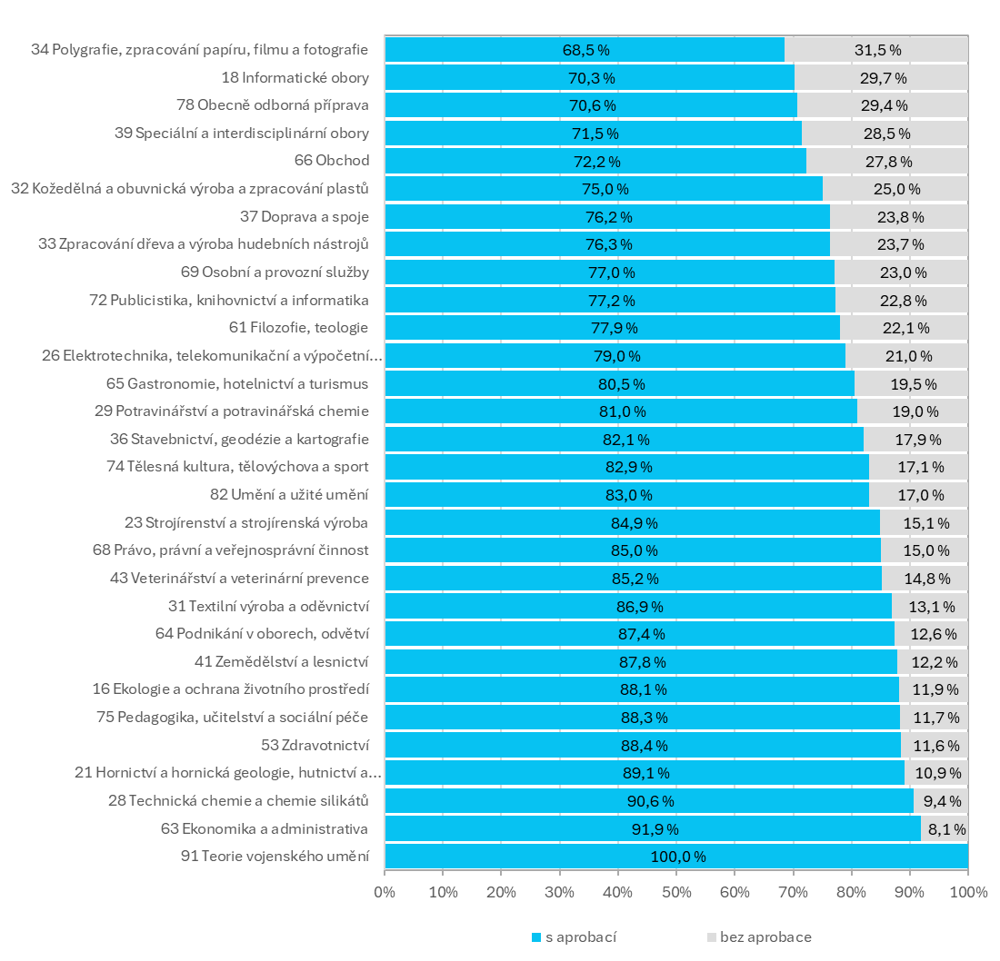 34 Polygrafie, zpracování papíru, filmu a fotografie 68,5 % 31,5 %
18 Informatické obory 70,3 % 29,7 %
78 Obecně odborná příprava 70,6 % 29,4 %
39 Speciální a interdisciplinární obory 71,5 % 28,5 %
66 Obchod 72,2 % 27,8 %
32 Kožedělná a obuvnická výroba a zpracování plastů 75,0 % 25,0 %
37 Doprava a spoje 76,2 % 23,8 %
33 Zpracování dřeva a výroba hudebních nástrojů 76,3 % 23,7 %
69 Osobní a provozní služby 77,0 % 23,0 %
72 Publicistika, knihovnictví a informatika 77,2 % 22,8 %
61 Filozofie, teologie 77,9 % 22,1 %
26 Elektrotechnika, telekomunikační a výpočetní... 79,0 % 21,0 %
65 Gastronomie, hotelnictví a turismus 80,5 % 19,5 %
29 Potravinářství a potravinářská chemie 81,0 % 19,0 %
36 Stavebnictví, geodézie a kartografie 82,1 % 17,9 %
74 Tělesná kultura, tělovýchova a sport 82,9 % 17,1 %
82 Umění a užité umění 83,0 % 17,0 %
23 Strojírenství a strojírenská výroba 84,9 % 15,1 %
68 Právo, právní a veřejnosprávní činnost 85,0 % 15,0 %
43 Veterinářství a veterinární prevence 85,2 % 14,8 %
31 Textilní výroba a oděvnictví 86,9 % 13,1 %
64 Podnikání v oborech, odvětví 87,4 % 12,6 %
41 Zemědělství a lesnictví 87,8 % 12,2 %
16 Ekologie a ochrana životního prostředí 88,1 % 11,9 %
75 Pedagogika, učitelství a sociální péče 88,3 % 11,7 %
53 Zdravotnictví 88,4 % 11,6 %
21 Hornictví a hornická geologie, hutnictví a... 89,1 % 10,9 %
28 Technická chemie a chemie silikátů 90,6 % 9,4 %
63 Ekonomika a administrativa 91,9 % 8,1 %
91 Teorie vojenského umění 100,0 %
0% 10% 20% 30% 40% 50% 60% 70% 80% 90% 100%
s aprobací bez aprobace